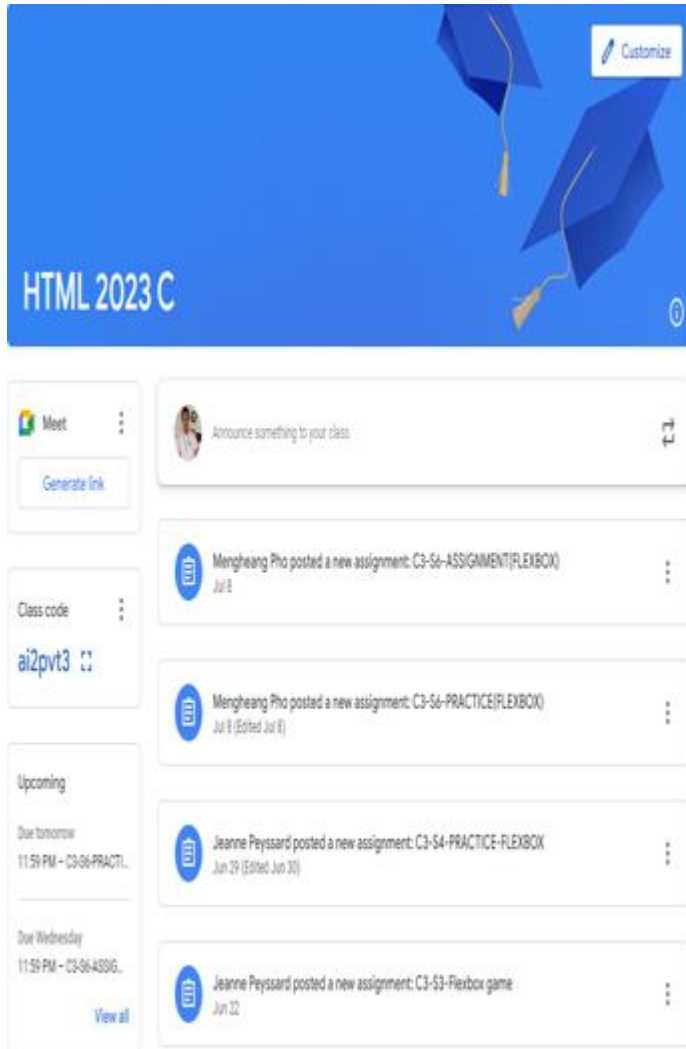 Customize
HTML 2023 C
Meet
Generate link
Class code
ai2pvt3
Upcoming
Due tomorrow
11:59 PM – C3-S6-PRACTI...
Due Wednesday
11:59 PM – C3-S6-ASSIG...
View all
Announce something to your class
Mengheang Pho posted a new assignment: C3-S6-ASSIGNMENT(FLEXBOX)
Jul 8
Mengheang Pho posted a new assignment: C3-S6-PRACTICE(FLEXBOX)
Jul 8 (Edited Jul 8)
Jeanne Peyssard posted a new assignment: C3-S4-PRACTICE-FLEXBOX
Jun 29 (Edited Jun 30)
Jeanne Peyssard posted a new assignment: C3-S3-Flexbox game
Jun 22